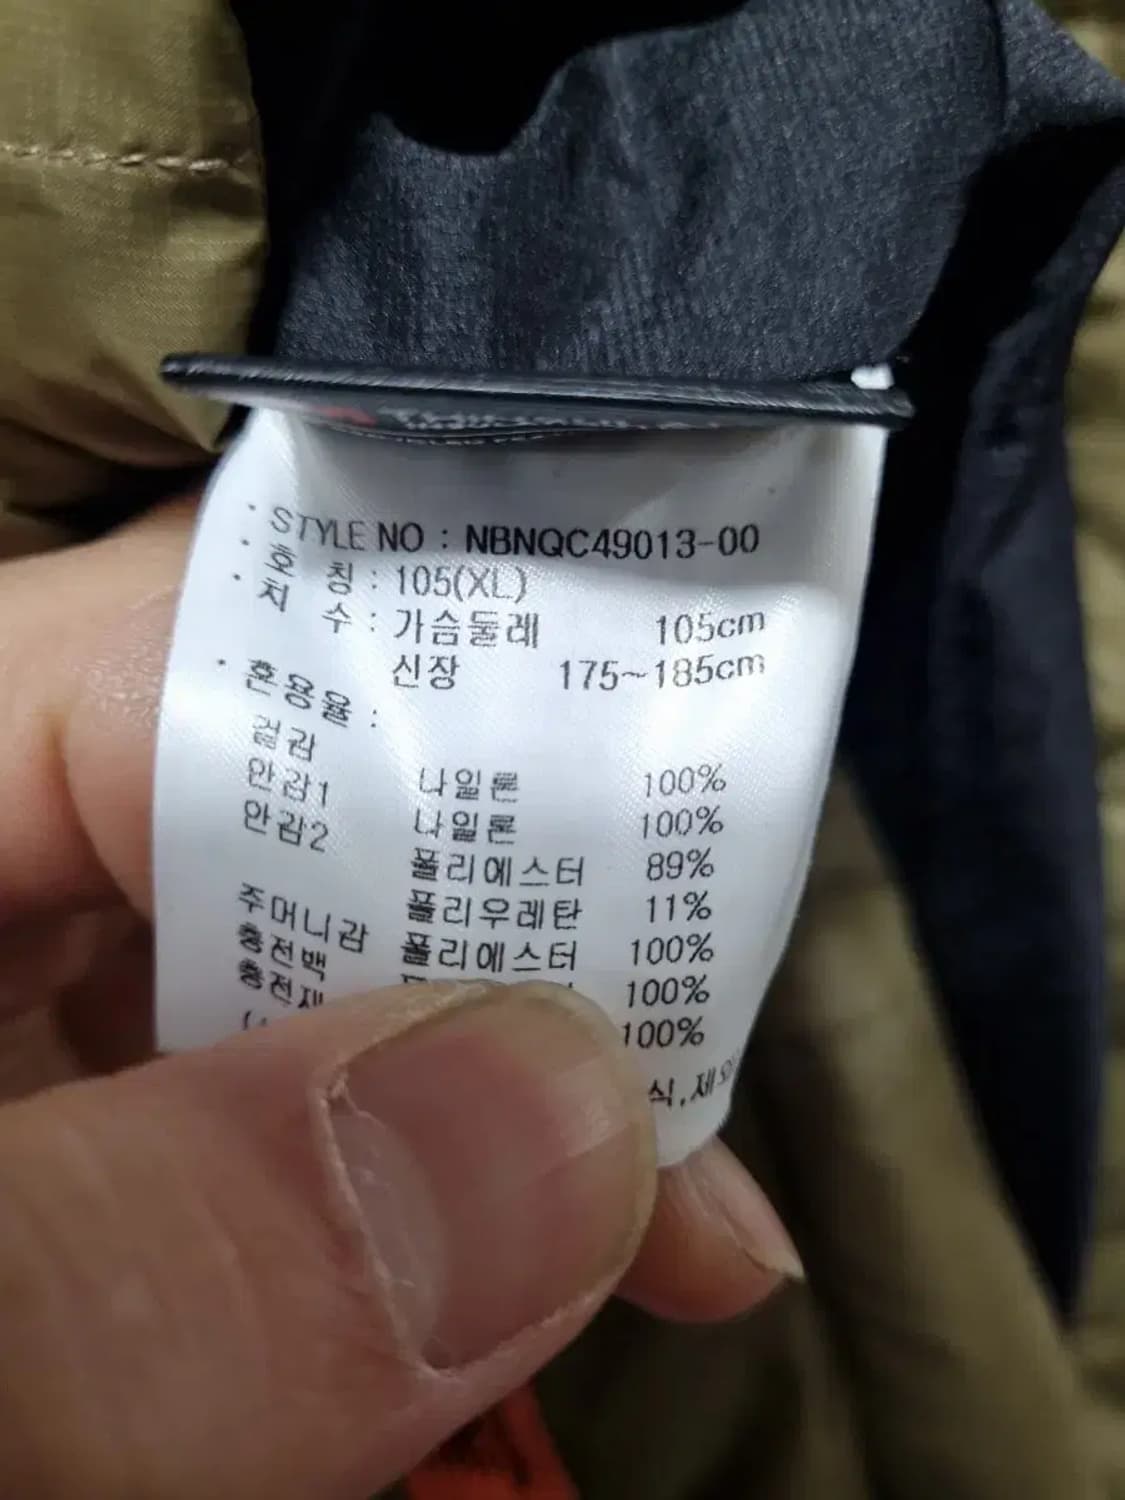 · STYLE NO : NBNQC49013-00
· 호 칭 : 105(XL)
· 치 수 : 가슴둘레 105cm
신장 175~185cm
· 혼용율 :
겉감 나일론 100%
안감1 나일론 100%
안감2 폴리에스터 89%
폴리우레탄 11%
주머니감 폴리에스터 100%
충전백 100%
충전재 100%
식,제외